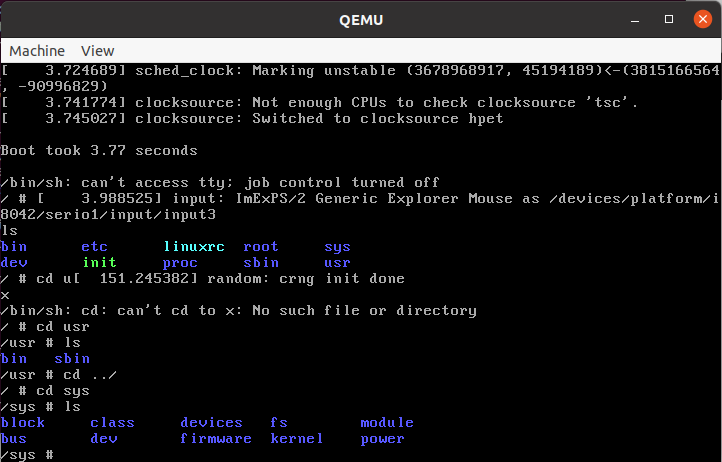 QEMU
Machine View
[    3.724689] sched_clock: Marking unstable (3678968917, 45194189)<-(3815166564
, -90996829)
[    3.741774] clocksource: Not enough CPUs to check clocksource 'tsc'.
[    3.745027] clocksource: Switched to clocksource hpet
Boot took 3.77 seconds
/bin/sh: can't access tty; job control turned off
/ # [    3.988525] input: ImExPS/2 Generic Explorer Mouse as /devices/platform/i
8042/serio1/input/input3
ls
bin      etc      linuxrc  root     sys
dev      init     proc     sbin     usr
/ # cd u[  151.245382] random: crng init done
x
/bin/sh: cd: can't cd to x: No such file or directory
/ # cd usr
/usr # ls
bin   sbin
/usr # cd ../
/ # cd sys
/sys # ls
block     class     devices   fs        module
bus       dev       firmware  kernel    power
/sys #